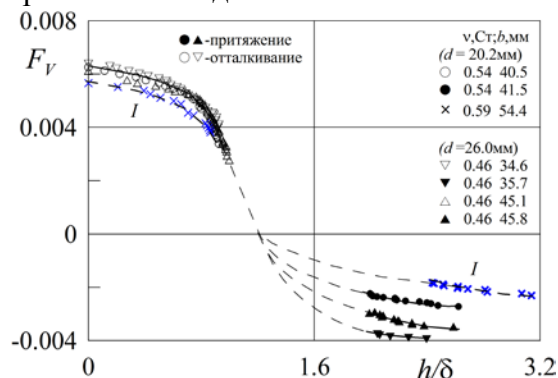 0.008
F_V
0.004
0
-0.004
0
1.6
h/δ
3.2
●▲-притяжение
○▽-отталкивание
I
I
ν,Ст;b,мм
(d = 20.2мм)
○ 0.54 40.5
● 0.54 41.5
× 0.59 54.4
(d =26.0мм)
▽ 0.46 34.6
▼ 0.46 35.7
△ 0.46 45.1
▲ 0.46 45.8